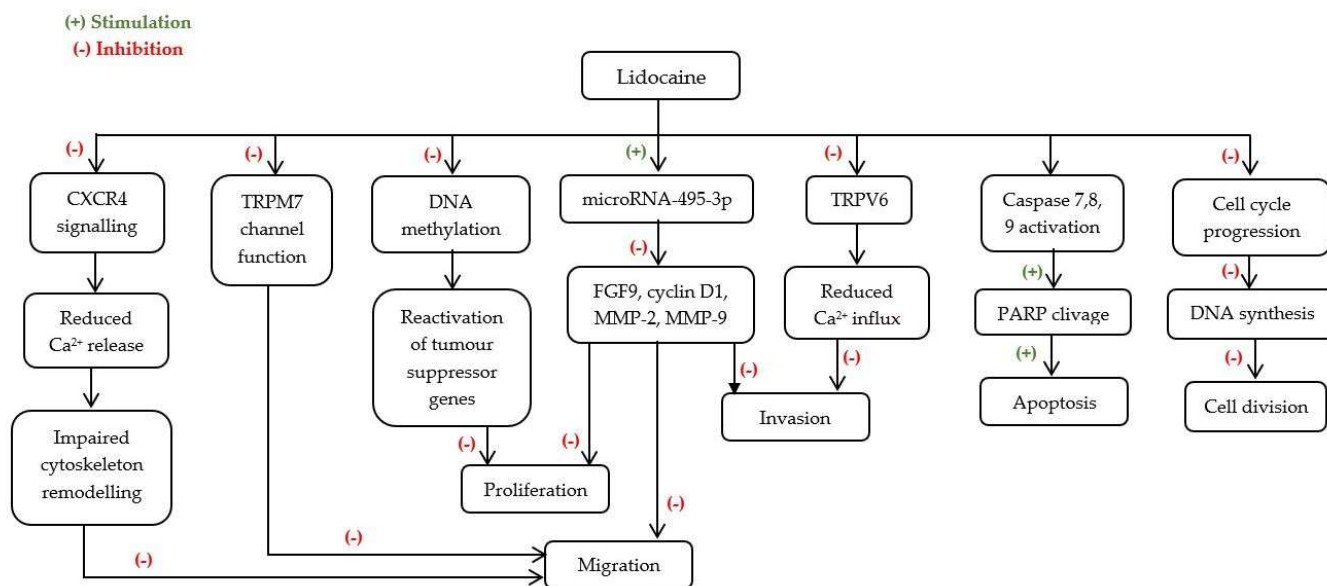 (+) Stimulation
(-) Inhibition
Lidocaine
(-)
(-)
(-)
(+)
(-)
(-)
CXCR4
signalling
TRPM7
channel
function
DNA
methylation
microRNA-495-3p
TRPV6
Caspase 7,8,
9 activation
Cell cycle
progression
(-)
(+)
(-)
Reduced
Ca²⁺ release
Reactivation
of tumour
suppressor
genes
FGF9, cyclin D1,
MMP-2, MMP-9
Reduced
Ca²⁺ influx
PARP clivage
DNA synthesis
(-)
(-)
(+)
(-)
Impaired
cytoskeleton
remodelling
Invasion
Apoptosis
Cell division
(-)
(-)
Proliferation
(-)
(-)
(-)
Migration